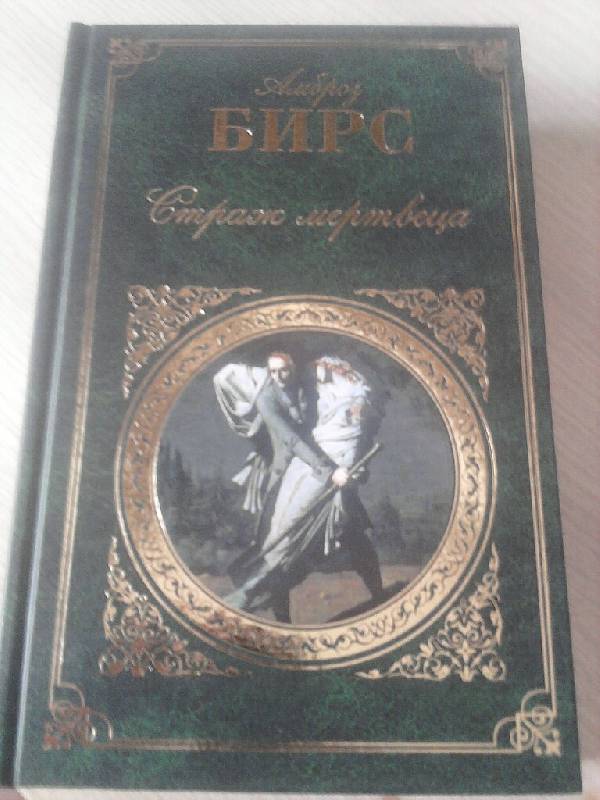 Амброз
БИРС
Страж мертвеца